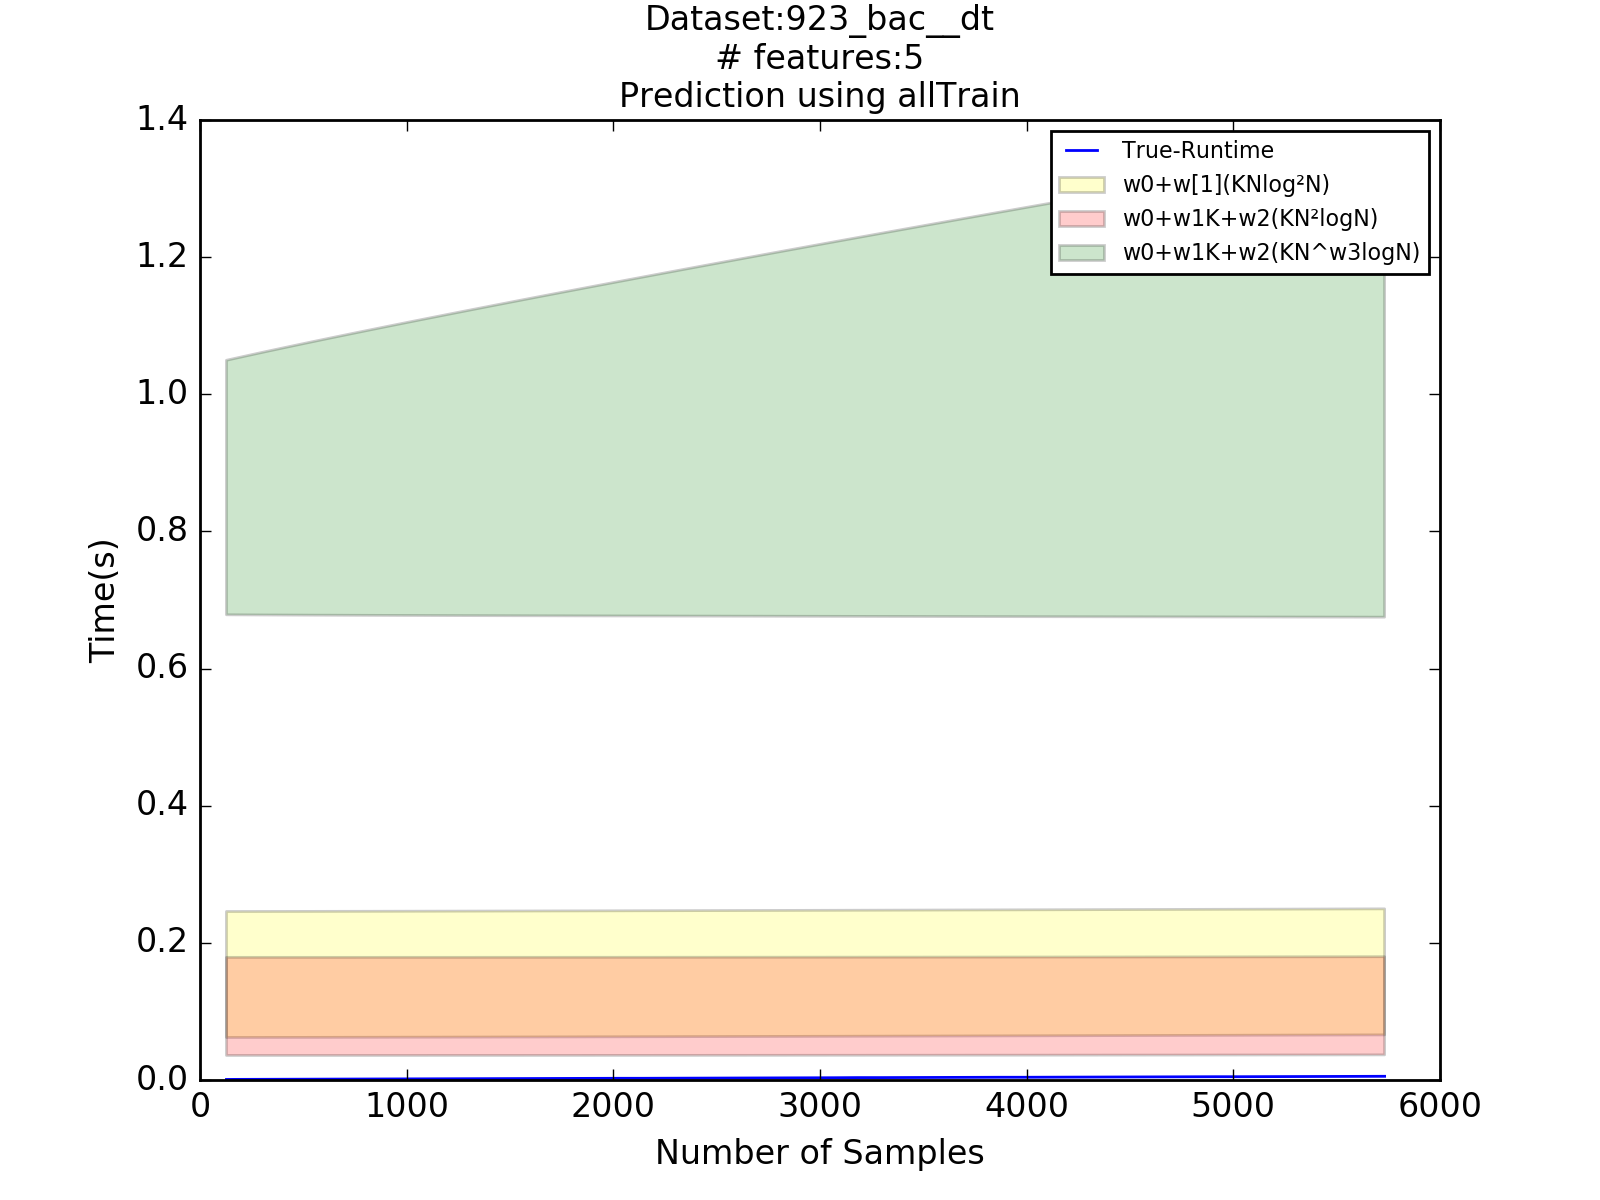 Dataset:923_bac__dt
# features:5
Prediction using allTrain
1.4
1.2
1.0
0.8
0.6
0.4
0.2
0.0
Time(s)
True-Runtime
w0+w[1](KNlog²N)
w0+w1K+w2(KN²logN)
w0+w1K+w2(KN^w3logN)
0 1000 2000 3000 4000 5000 6000
Number of Samples